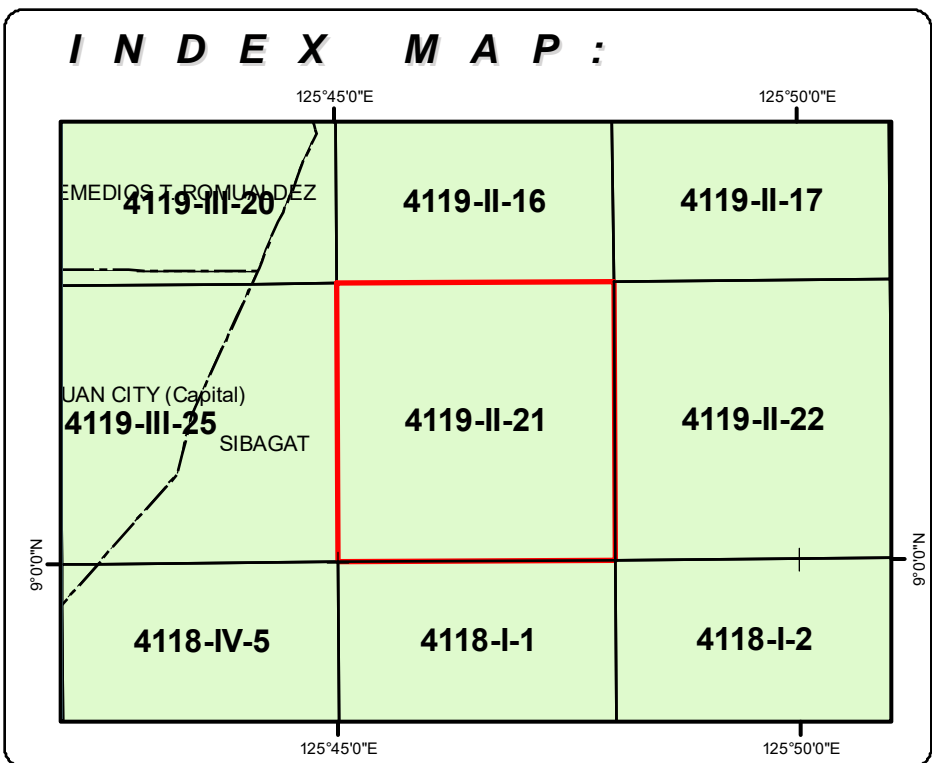 INDEX MAP:
125°45'0"E 125°50'0"E
EMEDIOS T. ROMUALDEZ
4119-III-20 4119-II-16 4119-II-17
UAN CITY (Capital)
4119-III-25 4119-II-21 4119-II-22
SIBAGAT
9°0'0"N 9°0'0"N
4118-IV-5 4118-I-1 4118-I-2
125°45'0"E 125°50'0"E